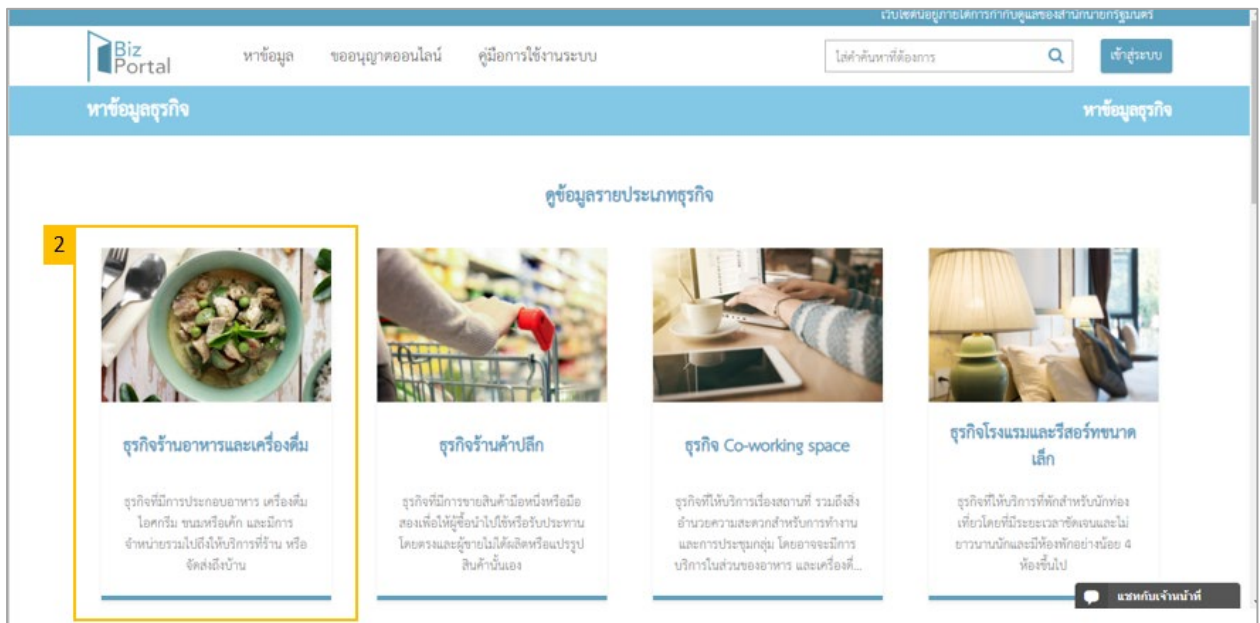 เว็บไซต์นี้อยู่ภายใต้การกำกับดูแลของสำนักนายกรัฐมนตรี
Biz Portal
หาข้อมูล ขออนุญาตออนไลน์ คู่มือการใช้งานระบบ ใส่คำค้นหาที่ต้องการ เข้าสู่ระบบ
หาข้อมูลธุรกิจ หาข้อมูลธุรกิจ
ดูข้อมูลรายประเภทธุรกิจ
2
ธุรกิจร้านอาหารและเครื่องดื่ม
ธุรกิจที่มีการประกอบอาหาร เครื่องดื่ม
ไอศกรีม ขนมหรือเค้ก และมีการ
จำหน่ายรวมไปถึงให้บริการที่ร้าน หรือ
จัดส่งถึงบ้าน
ธุรกิจร้านค้าปลีก
ธุรกิจที่มีการขายสินค้ามือหนึ่งหรือมือ
สองเพื่อให้ผู้ซื้อนำไปใช้หรือรับประทาน
โดยตรงและผู้ขายไม่ได้ผลิตหรือแปรรูป
สินค้านั้นเอง
ธุรกิจ Co-working space
ธุรกิจที่ให้บริการเรื่องสถานที่ รวมถึงสิ่ง
อำนวยความสะดวกสำหรับการทำงาน
และการประชุมกลุ่ม โดยอาจจะมีการ
บริการในส่วนของอาหาร และเครื่องดื่...
ธุรกิจโรงแรมและรีสอร์ทขนาด
เล็ก
ธุรกิจที่ให้บริการที่พักสำหรับนักท่อง
เที่ยวโดยที่มีระยะเวลาชัดเจนและไม่
ยาวนานนักและมีห้องพักอย่างน้อย 4
ห้องขึ้นไป
แชทกับเจ้าหน้าที่